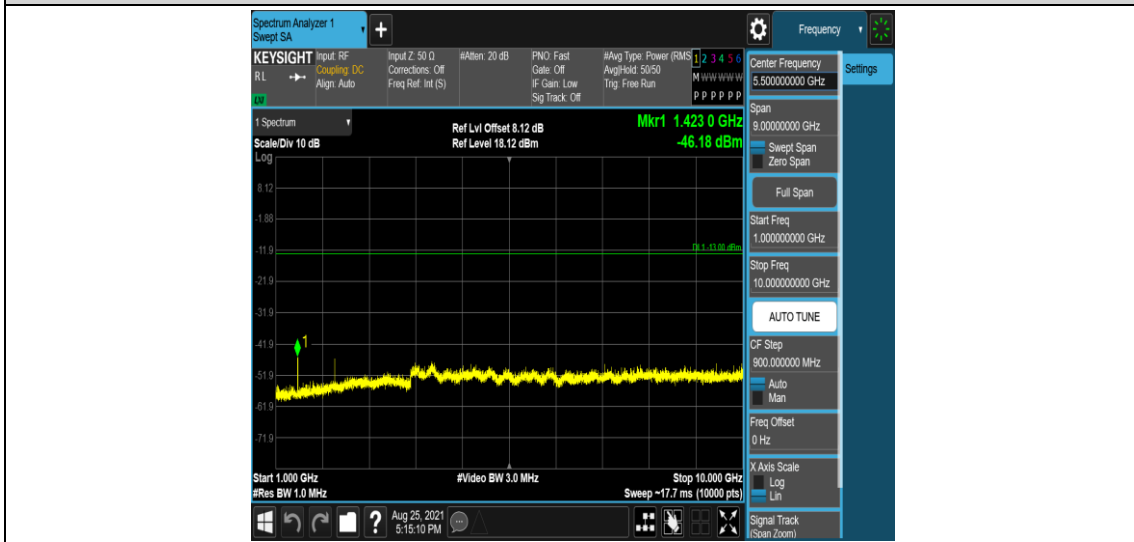 Spectrum Analyzer 1
Swept SA
Frequency
KEYSIGHT
RL
Input: RF
Coupling: DC
Align: Auto
Input Z: 50 Ω
Corrections: Off
Freq Ref: Int (S)
#Atten: 20 dB
PNO: Fast
Gate: Off
IF Gain: Low
Sig Track: Off
#Avg Type: Power (RMS
Avg|Hold: 50/50
Trig: Free Run
1 2 3 4 5 6
M W W W W W
P P P P P P
1 Spectrum
Scale/Div 10 dB
Log
Ref Lvl Offset 8.12 dB
Ref Level 18.12 dBm
Mkr1 1.423 0 GHz
-46.18 dBm
8.12
-1.88
-11.9
DL1 -13.00 dBm
-21.9
-31.9
-41.9
1
-51.9
-61.9
-71.9
Start 1.000 GHz
#Res BW 1.0 MHz
#Video BW 3.0 MHz
Stop 10.000 GHz
Sweep ~17.7 ms (10000 pts)
Aug 25, 2021
5:15:10 PM
Settings
Center Frequency
5.500000000 GHz
Span
9.00000000 GHz
Swept Span
Zero Span
Full Span
Start Freq
1.000000000 GHz
Stop Freq
10.000000000 GHz
AUTO TUNE
CF Step
900.000000 MHz
Auto
Man
Freq Offset
0 Hz
X Axis Scale
Log
Lin
Signal Track
(Span Zoom)